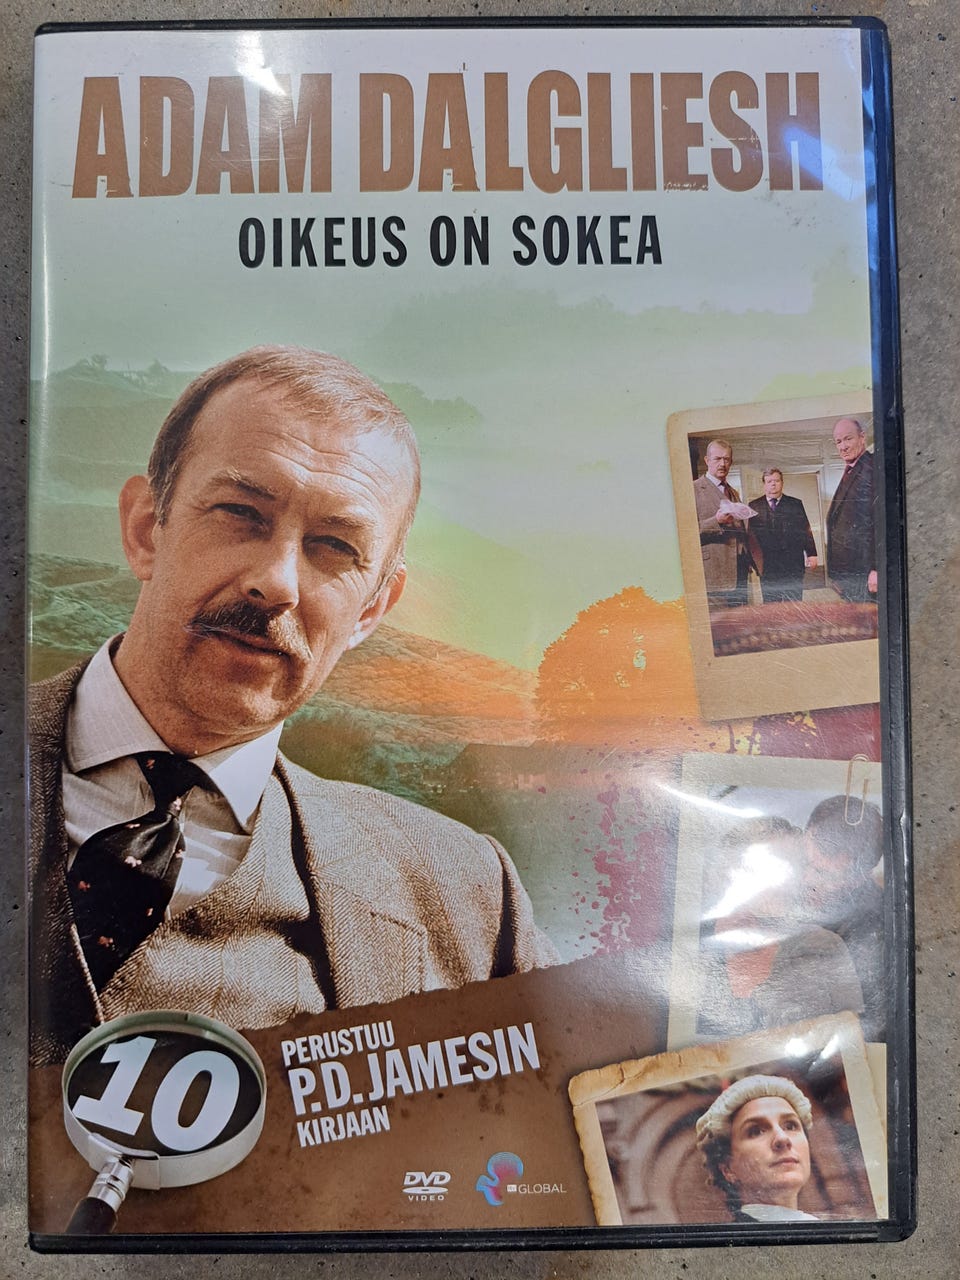 ADAM DALGLIESH
OIKEUS ON SOKEA
PERUSTUU
P.D. JAMESIN
KIRJAAN
10
DVD
VIDEO
GLOBAL